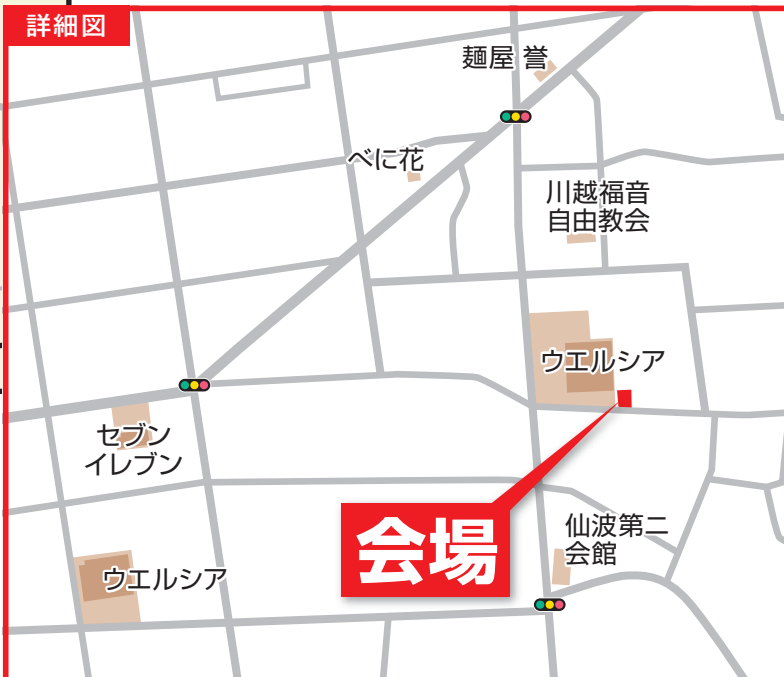 詳細図
麺屋 誉
べに花
川越福音
自由教会
ウエルシア
セブン
イレブン
会場
仙波第二
会館
ウエルシア